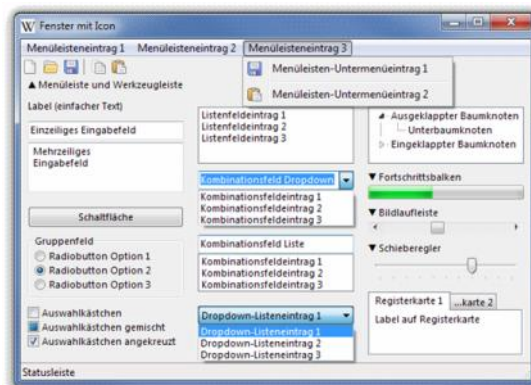 W Fenster mit Icon
Menüleisteneintrag 1 Menüleisteneintrag 2 Menüleisteneintrag 3
Menüleisten-Untermenüeintrag 1
Menüleisten-Untermenüeintrag 2
▲ Menüleiste und Werkzeugleiste
Label (einfacher Text)
Einzeiliges Eingabefeld
Mehrzeiliges
Eingabefeld
Schaltfläche
Gruppenfeld
Radiobutton Option 1
Radiobutton Option 2
Radiobutton Option 3
Auswahlkästchen
Auswahlkästchen gemischt
Auswahlkästchen angekreuzt
Listenfeldeintrag 1
Listenfeldeintrag 2
Listenfeldeintrag 3
Kombinationsfeld Dropdown
Kombinationsfeldeintrag 1
Kombinationsfeldeintrag 2
Kombinationsfeldeintrag 3
Kombinationsfeld Liste
Kombinationsfeldeintrag 1
Kombinationsfeldeintrag 2
Kombinationsfeldeintrag 3
Dropdown-Listeneintrag 1
Dropdown-Listeneintrag 1
Dropdown-Listeneintrag 2
Dropdown-Listeneintrag 3
Ausgeklappter Baumknoten
Unterbaumknoten
Eingeklappter Baumknoten
▼ Fortschrittsbalken
▼ Bildlaufleiste
▼ Schieberegler
Registerkarte 1 ...karte 2
Label auf Registerkarte
Statusleiste